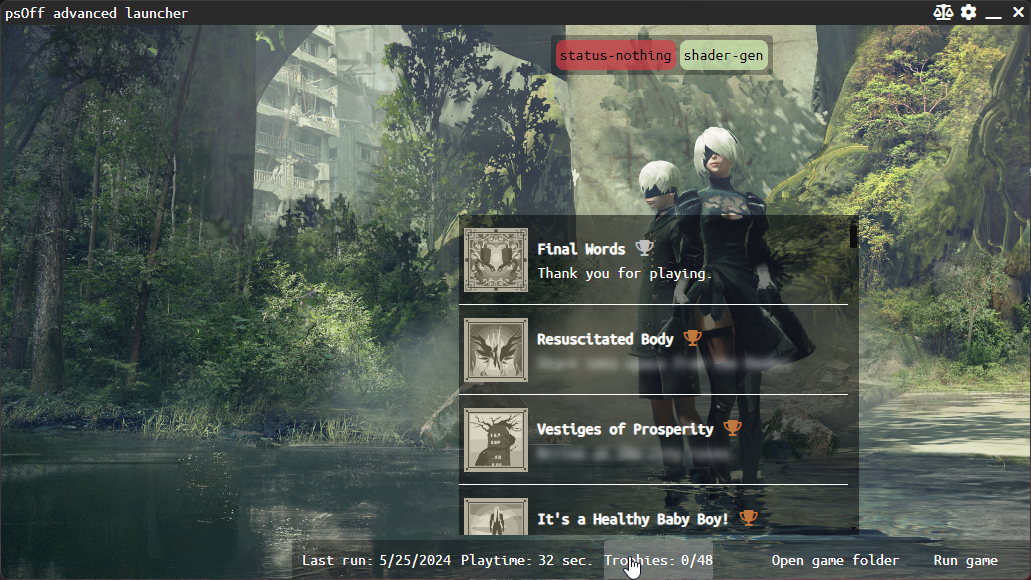 psOff advanced launcher
status-nothing shader-gen
Final Words
Thank you for playing.
Resuscitated Body
Vestiges of Prosperity
It's a Healthy Baby Boy!
Last run: 5/25/2024 Playtime: 32 sec. Trophies: 0/48 Open game folder Run game